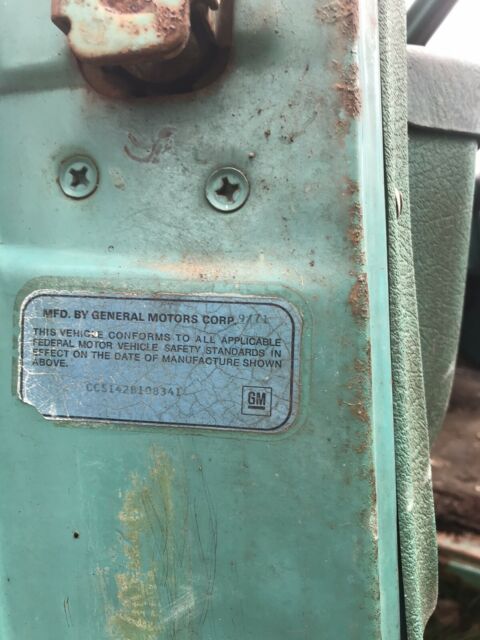 MFD. BY GENERAL MOTORS CORP. 9/71
THIS VEHICLE CONFORMS TO ALL APPLICABLE
FEDERAL MOTOR VEHICLE SAFETY STANDARDS IN
EFFECT ON THE DATE OF MANUFACTURE SHOWN
ABOVE.
CCS142B108341
GM